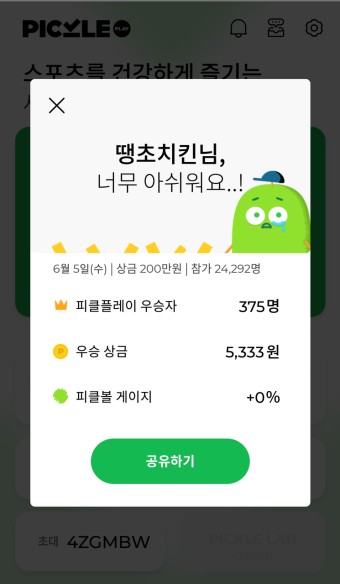 PICKLE PLAY
스포츠를 건강하게 즐기는
땡초치킨님,
너무 아쉬워요..!
6월 5일(수) | 상금 200만원 | 참가 24,292명
피클플레이 우승자 375명
P 우승 상금 5,333원
피클볼 게이지 +0%
공유하기
초대 4ZGMBW
PICKLE LAB